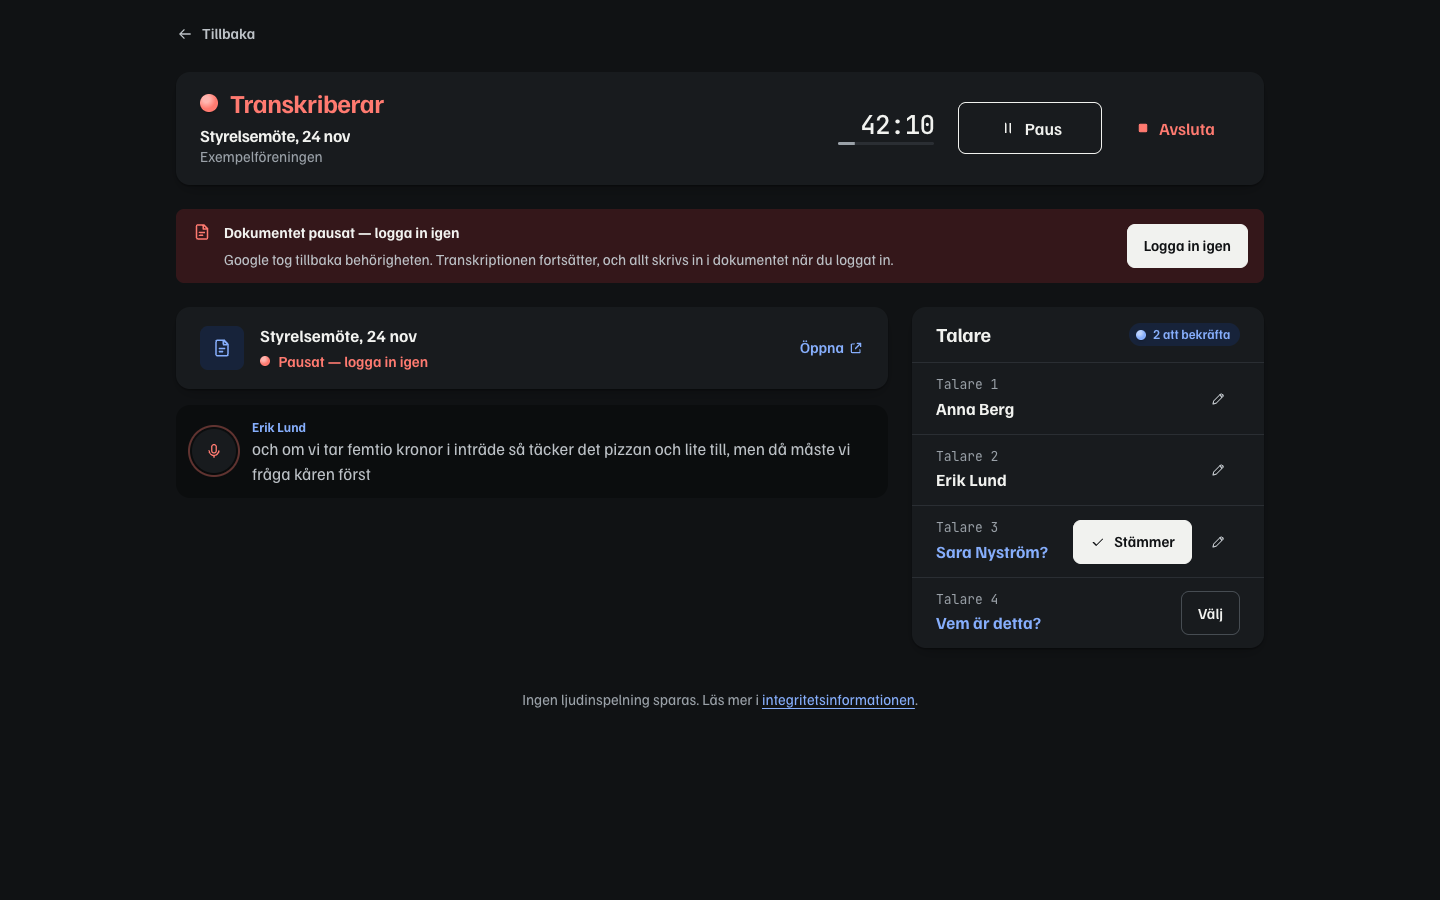 Tillbaka
Transkriberar
Styrelsemöte, 24 nov
Exempelföreningen
42:10
Paus
Avsluta
Dokumentet pausat — logga in igen
Google tog tillbaka behörigheten. Transkriptionen fortsätter, och allt skrivs in i dokumentet när du loggat in.
Logga in igen
Styrelsemöte, 24 nov
Pausat — logga in igen
Öppna
Erik Lund
och om vi tar femtio kronor i inträde så täcker det pizzan och lite till, men då måste vi
fråga kåren först
Talare
2 att bekräfta
Talare 1
Anna Berg
Talare 2
Erik Lund
Talare 3
Sara Nyström?
Stämmer
Talare 4
Vem är detta?
Välj
Ingen ljudinspelning sparas. Läs mer i integritetsinformationen.